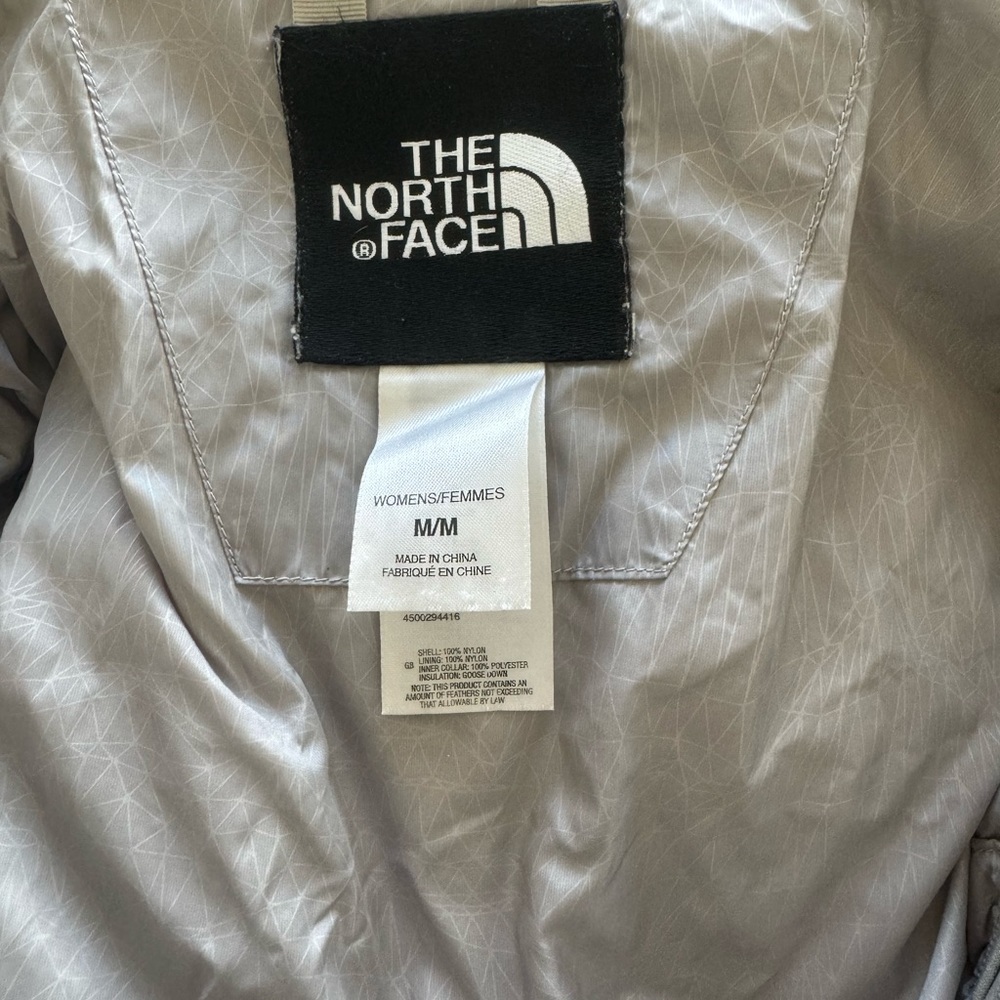 THE
NORTH
® FACE
WOMENS/FEMMES
M/M
MADE IN CHINA
FABRIQUÉ EN CHINE
4500294416
SHELL: 100% NYLON
GB LINING: 100% NYLON
INNER COLLAR: 100% POLYESTER
INSULATION: GOOSE DOWN
NOTE: THIS PRODUCT CONTAINS AN
AMOUNT OF FEATHERS NOT EXCEEDING
THAT ALLOWABLE BY LAW